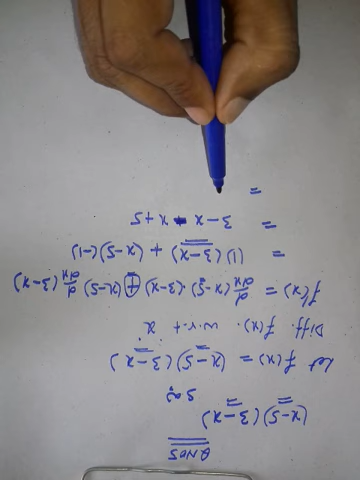 QNO5
(x-5)(3-x)
Sol
Let f(x) = (x-5)(3-x)
Diff. f(x). w.r.t x
f'(x) = d/dx (x-5).(3-x) + (x-5) d/dx (3-x)
= (1)(3-x) + (x-5)(-1)
= 3-x - x+5
=